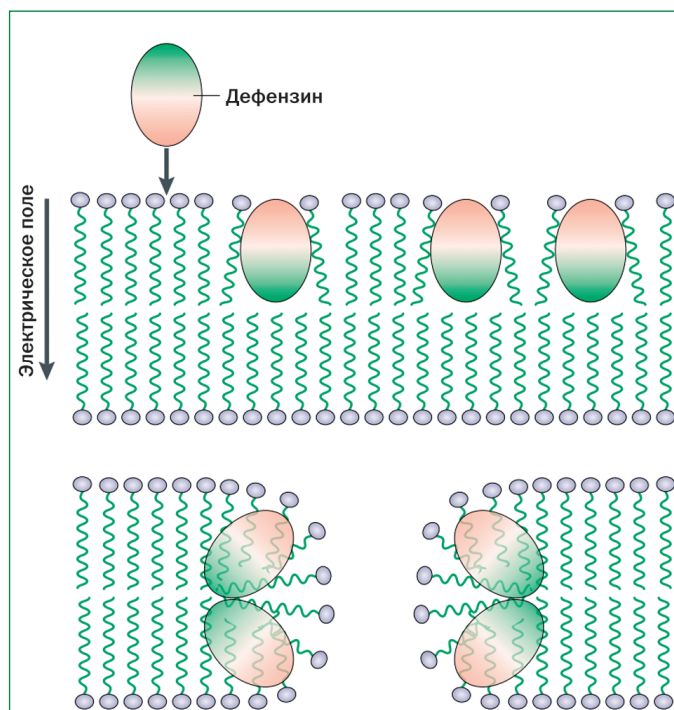 Дефензин
Электрическое поле